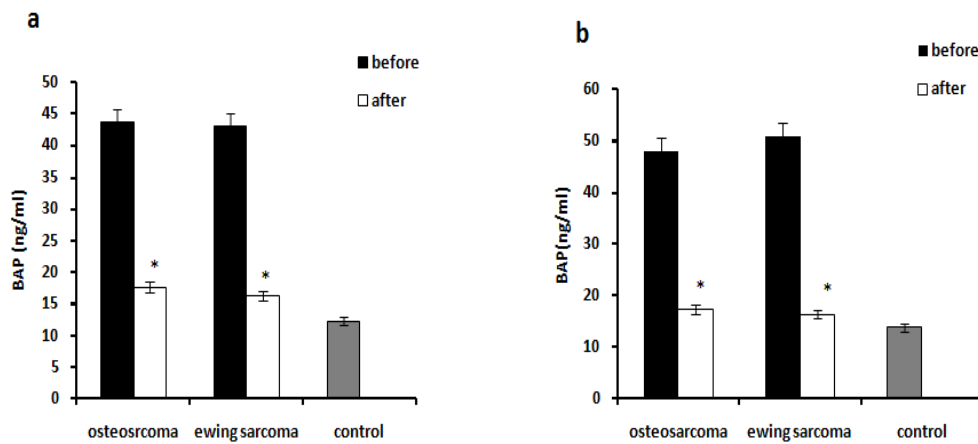 a
before
after
50
45
40
35
30
25
20
15
10
5
0
BAP (ng/ml)
*
*
osteosrcoma ewing sarcoma control
b
before
after
60
50
40
30
20
10
0
BAP(ng/ml)
*
*
osteosarcoma ewing sarcoma control